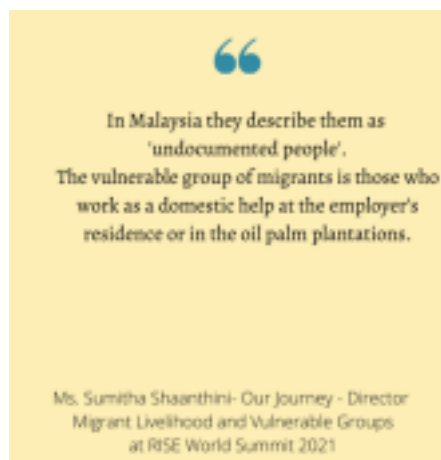 “
In Malaysia they describe them as
'undocumented people'.
The vulnerable group of migrants is those who
work as a domestic help at the employer's
residence or in the oil palm plantations.
Ms. Sumitha Shaanthini- Our Journey - Director
Migrant Livelihood and Vulnerable Groups
at RISE World Summit 2021